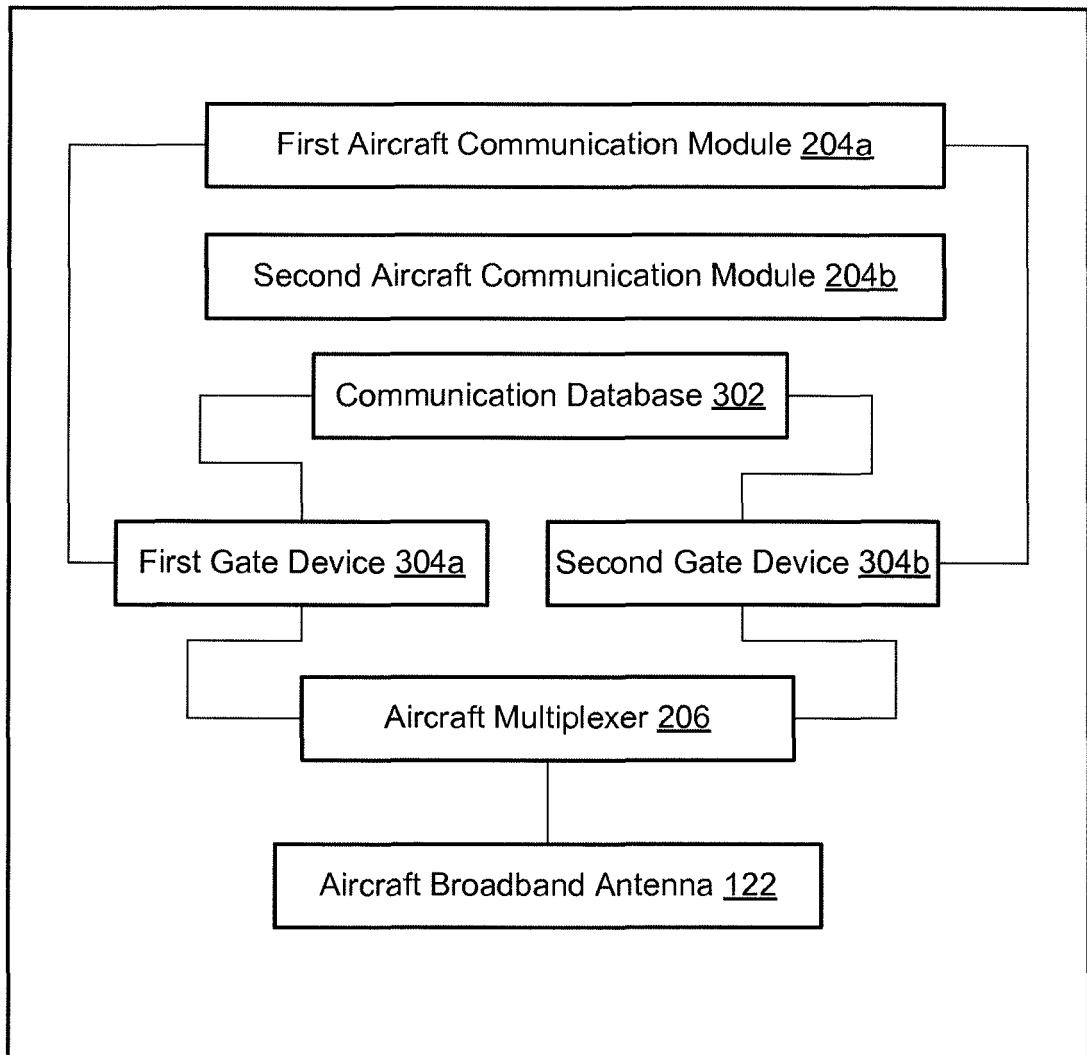 First Aircraft Communication Module 204a
Second Aircraft Communication Module 204b
Communication Database 302
First Gate Device 304a
Second Gate Device 304b
Aircraft Multiplexer 206
Aircraft Broadband Antenna 122